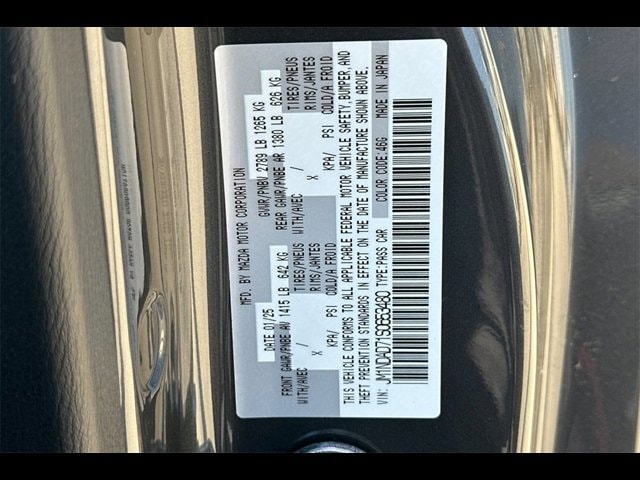 MFD. BY MAZDA MOTOR CORPORATION
DATE 01/25 GVWR/PNBV 2789 LB 1265 KG
FRONT GAWR/PNBE AV 1415 LB 642 KG REAR GAWR/PNBE AR 1380 LB 626 KG
WITH/AVEC TIRES/PNEUS WITH/AVEC TIRES/PNEUS
X RIMS/JANTES X RIMS/JANTES
KPA/ PSI COLD/A FROID KPA/ PSI COLD/A FROID
THIS VEHICLE CONFORMS TO ALL APPLICABLE FEDERAL MOTOR VEHICLE SAFETY, BUMPER, AND
THEFT PREVENTION STANDARDS IN EFFECT ON THE DATE OF MANUFACTURE SHOWN ABOVE.
VIN: JM1NDAD71S0653480 TYPE:PASS CAR COLOR CODE:46G MADE IN JAPAN